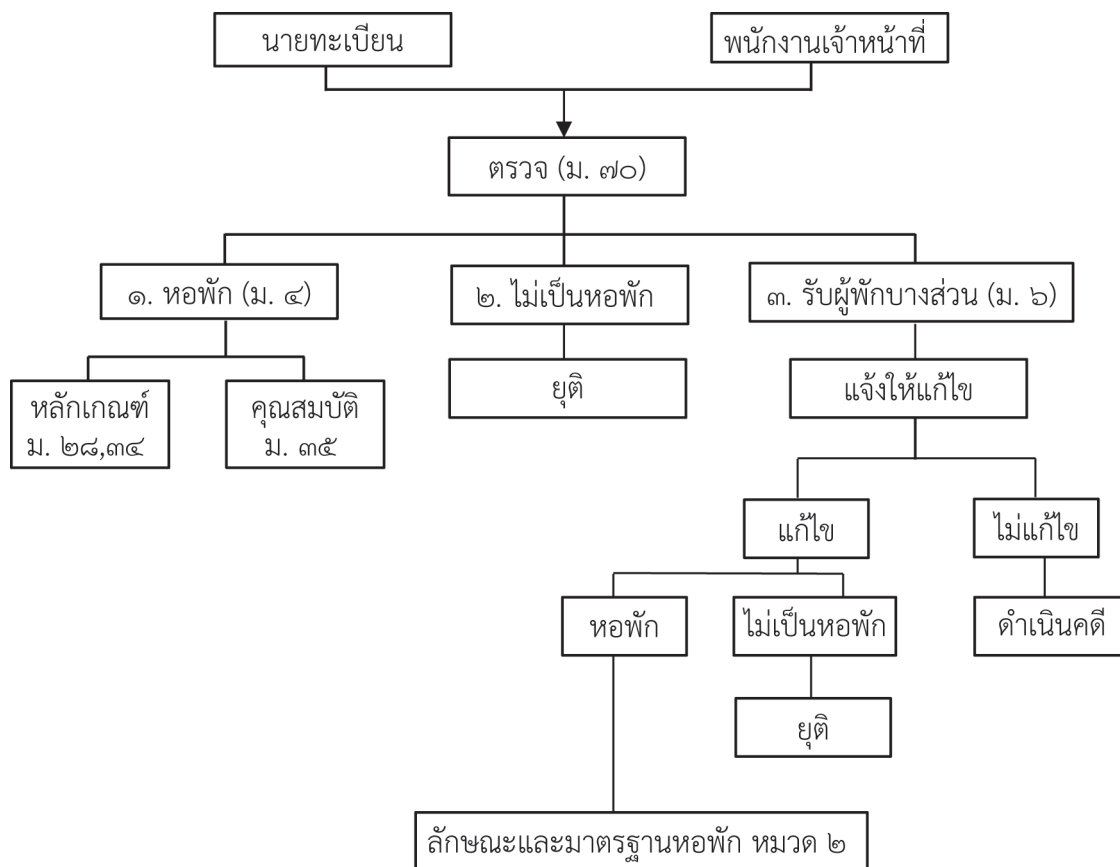 นายทะเบียน
พนักงานเจ้าหน้าที่
ตรวจ (ม. ๗๐)
๑. หอพัก (ม. ๔)
๒. ไม่เป็นหอพัก
๓. รับผู้พักบางส่วน (ม. ๖)
หลักเกณฑ์
ม. ๒๘,๓๔
คุณสมบัติ
ม. ๓๕
ยุติ
แจ้งให้แก้ไข
แก้ไข
ไม่แก้ไข
หอพัก
ไม่เป็นหอพัก
ดำเนินคดี
ยุติ
ลักษณะและมาตรฐานหอพัก หมวด ๒